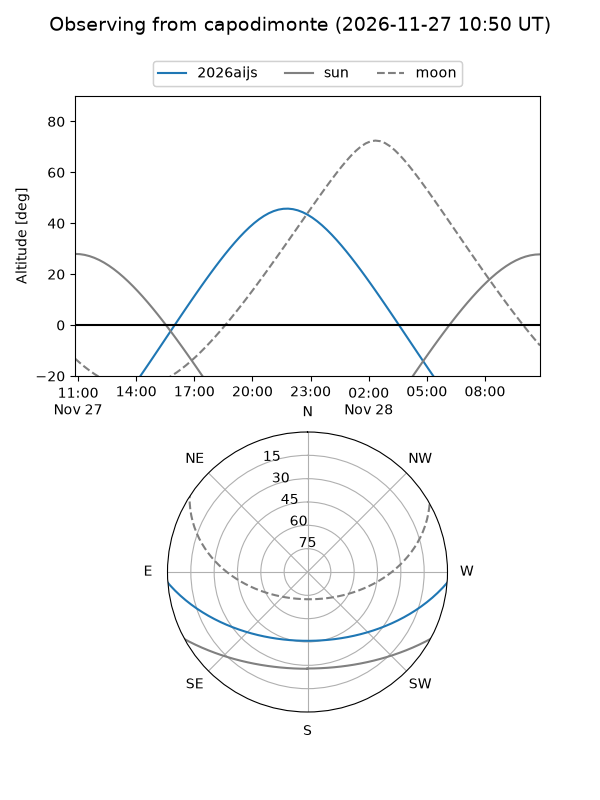 Observing from capodimonte (2026-11-27 10:50 UT)
2026aijs sun moon
80
60
40
20
0
−20
Altitude [deg]
11:00 14:00 17:00 20:00 23:00 02:00 05:00 08:00
Nov 27 Nov 28
N
NE NW
15
30
45
60
75
E W
SE SW
S